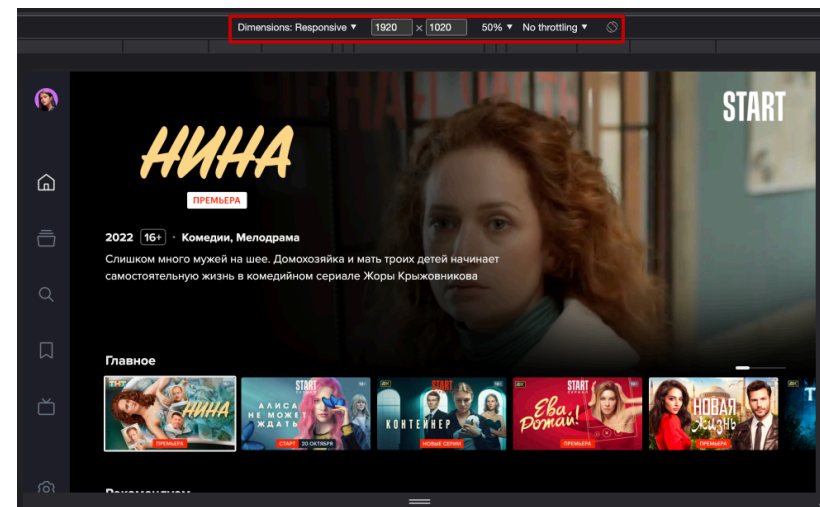 Dimensions: Responsive ▼ 1920 × 1020 50% ▼ No throttling ▼
START
НИНА
ПРЕМЬЕРА
2022 16+ · Комедии, Мелодрама
Слишком много мужей на шее. Домохозяйка и мать троих детей начинает
самостоятельную жизнь в комедийном сериале Жоры Крыжовникова
Главное
ТНТ
НИНА
ПРЕМЬЕРА
START
АЛИСА
НЕ МОЖЕТ
ЖДАТЬ
СТАРТ 20 ОКТЯБРЯ
START
КОНТЕЙНЕР
НОВЫЕ СЕРИИ
START
Ева,
Рожай!
ПРЕМЬЕРА
НОВАЯ
жизнь
ПРЕМЬЕРА
Рекомендуем